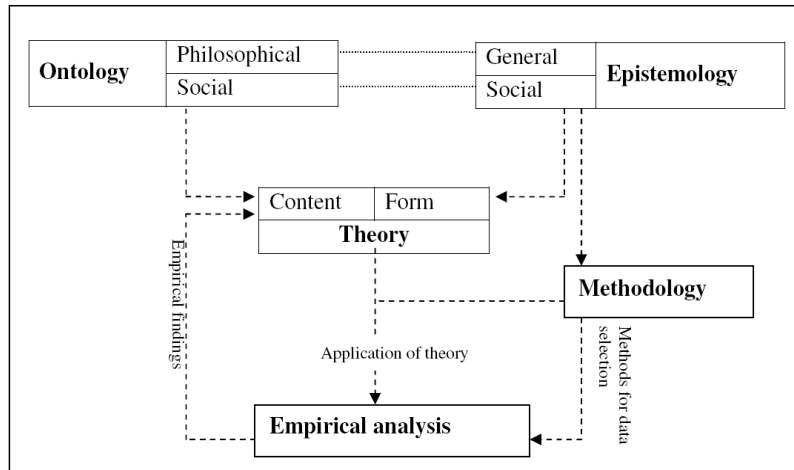 Ontology
Philosophical
Social
General
Social
Epistemology
Content
Form
Theory
Empirical findings
Methodology
Application of theory
Methods for data
selection
Empirical analysis